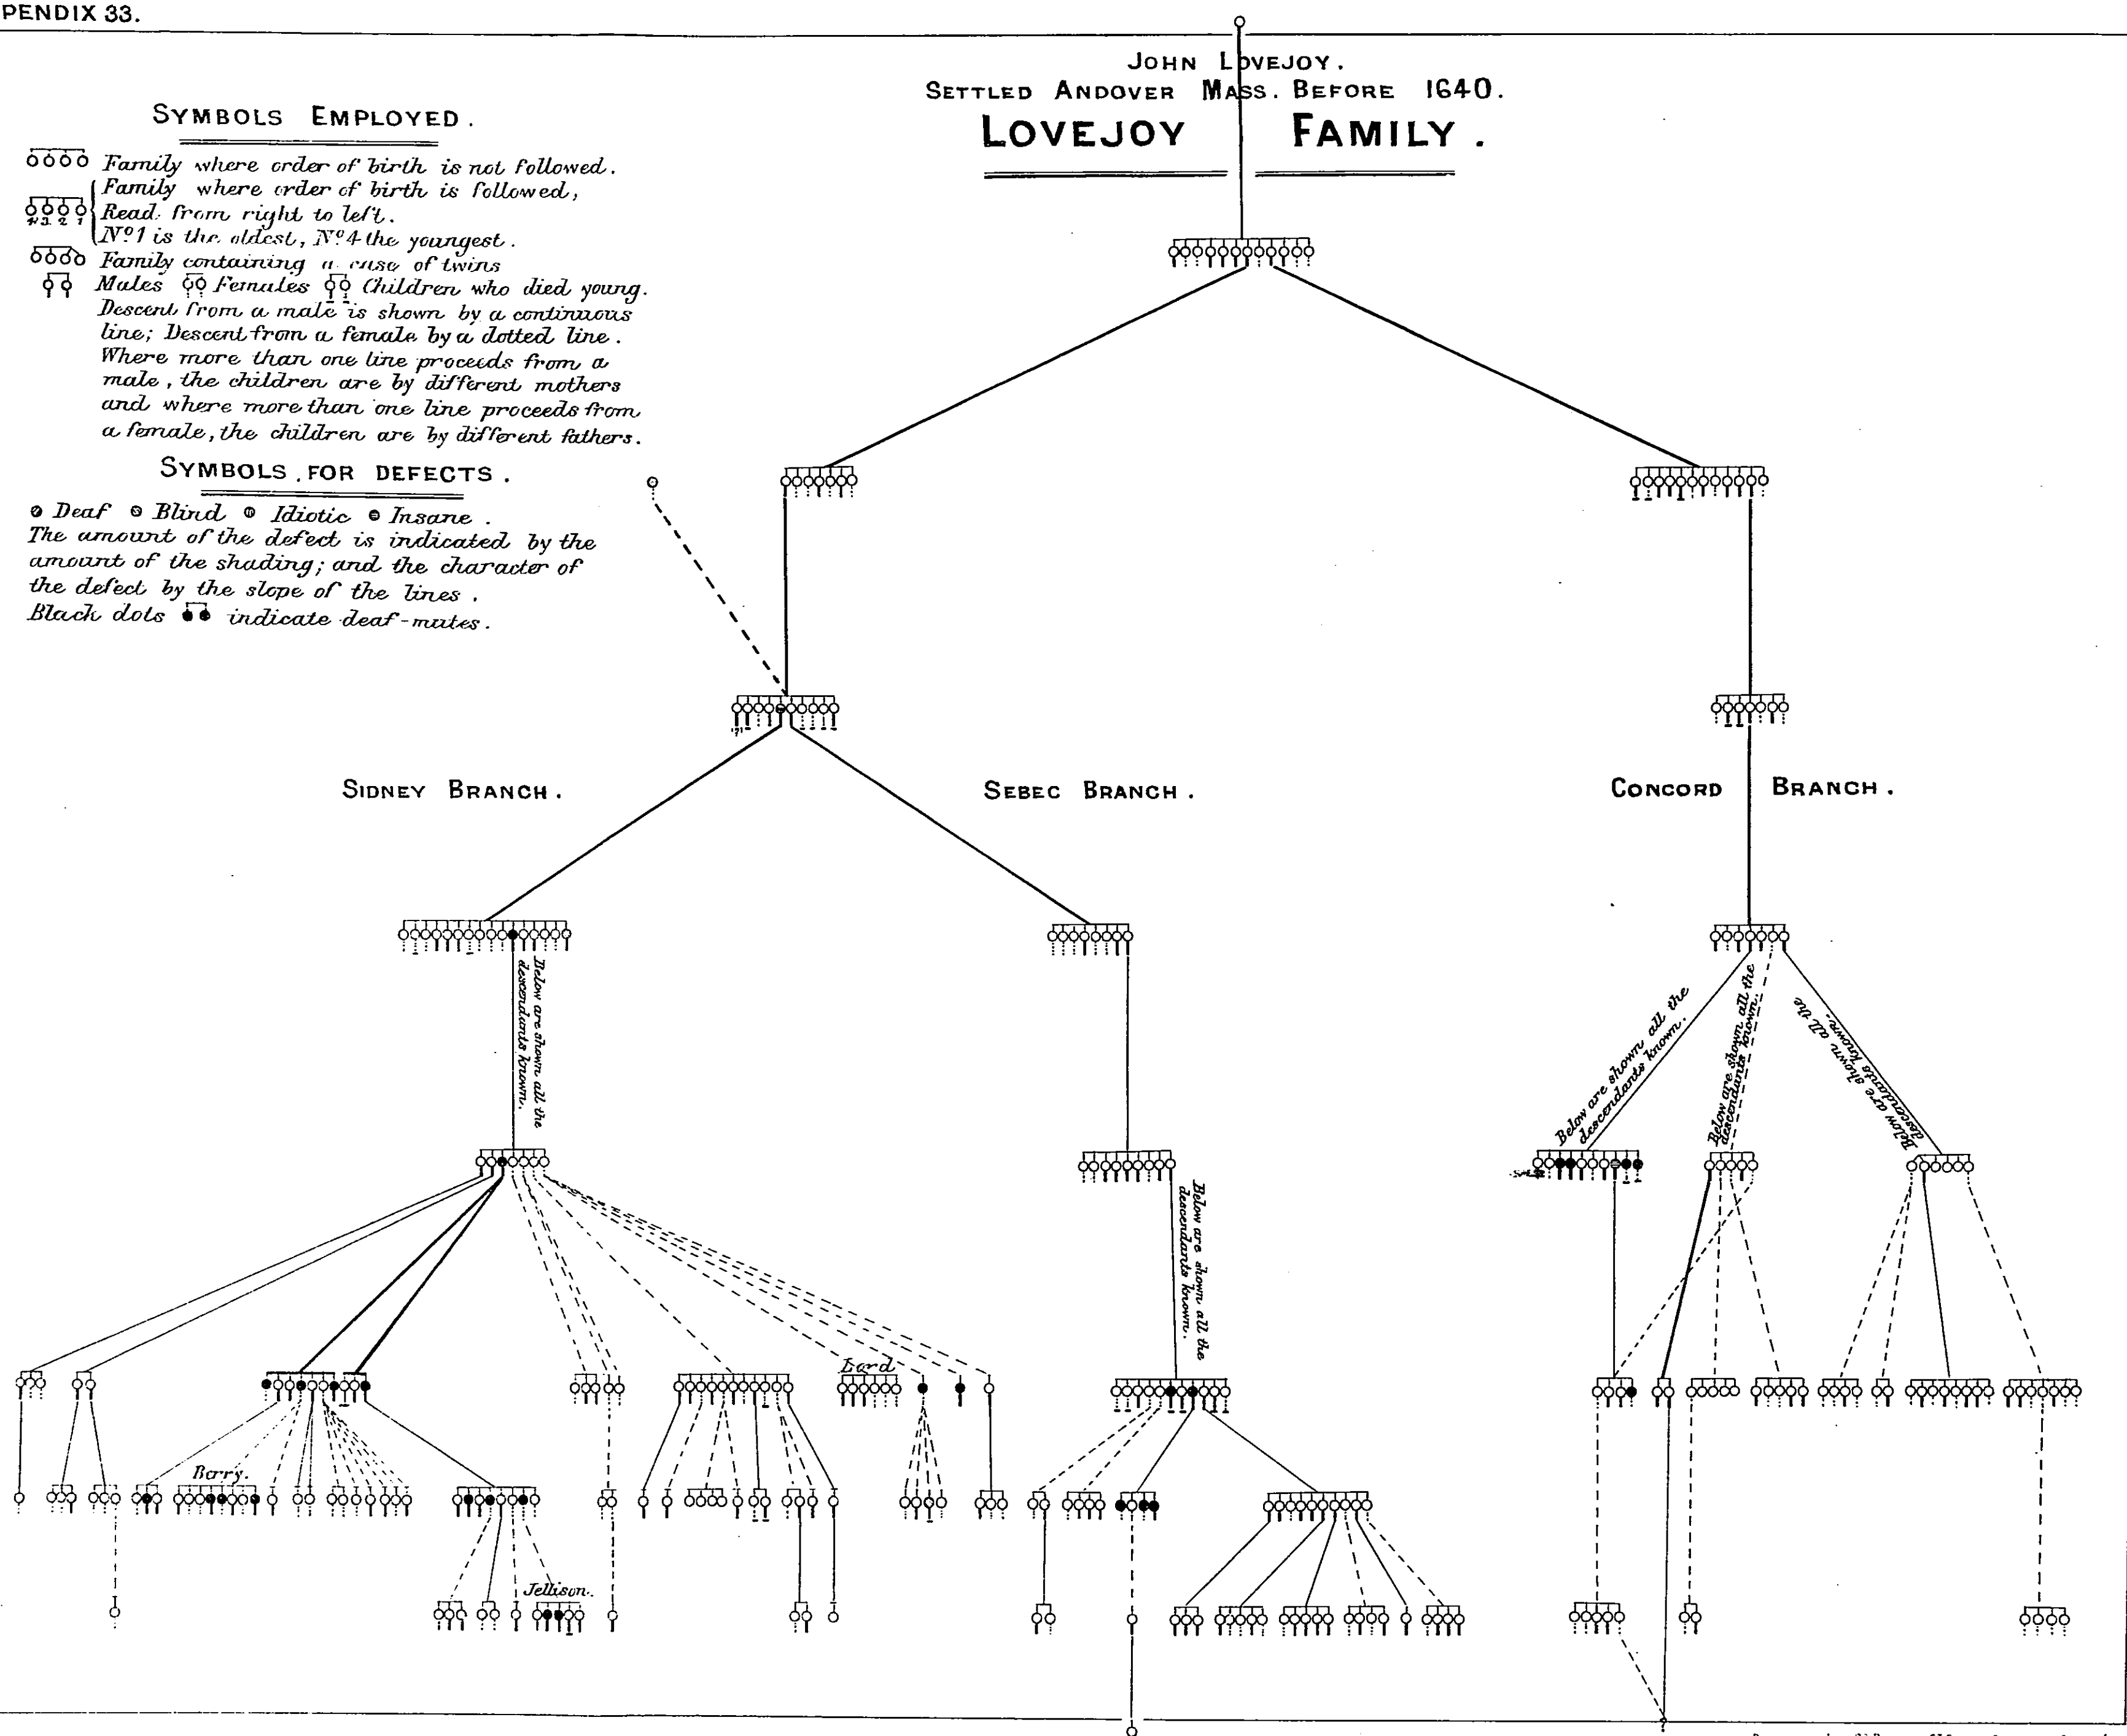 PENDIX 33.
JOHN LOVEJOY.
SETTLED ANDOVER MASS. BEFORE 1640.
LOVEJOY FAMILY.
SYMBOLS EMPLOYED.
Family where order of birth is not followed.
Family where order of birth is followed,
Read from right to left.
4 3 2 1
No 1 is the oldest, No 4 the youngest.
Family containing a case of twins
Males Females Children who died young.
Descent from a male is shown by a continuous
line; Descent from a female by a dotted line.
Where more than one line proceeds from a
male, the children are by different mothers
and where more than one line proceeds from
a female, the children are by different fathers.
SYMBOLS FOR DEFECTS.
Deaf Blind Idiotic Insane.
The amount of the defect is indicated by the
amount of the shading; and the character of
the defect by the slope of the lines.
Black dots indicate deaf-mutes.
"?"
SIDNEY BRANCH.
SEBEC BRANCH.
CONCORD BRANCH.
Below are shown all the
descendants known.
Below are shown all the
descendants known.
Below are shown all the
descendants known.
Below are shown all the
descendants known.
Below are shown all the
descendants known.
Lord
Berry.
Jellison.